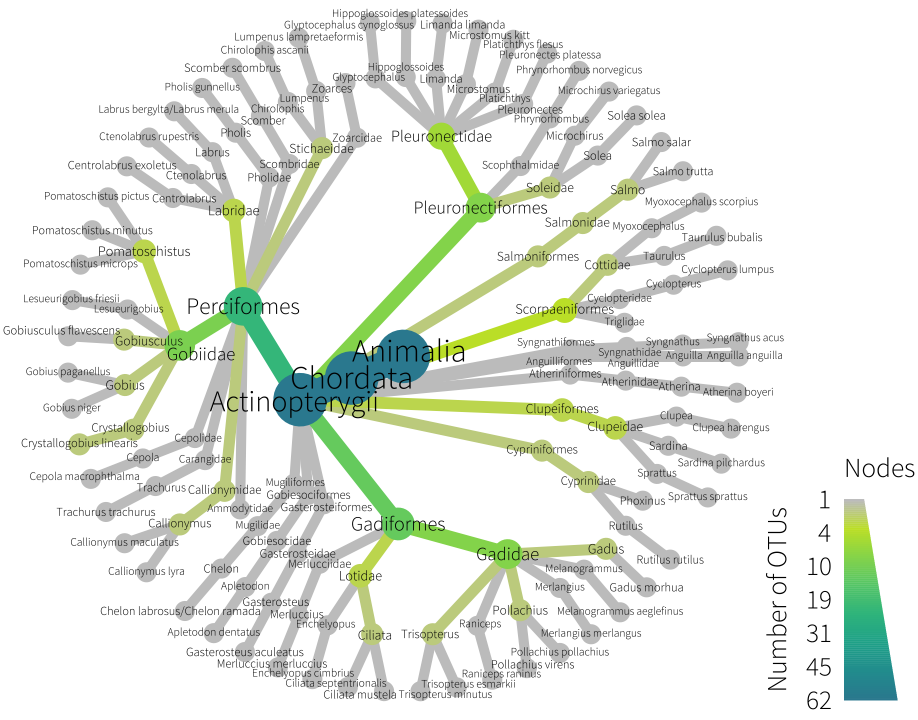 Hippoglossoides platessoides
Glyptocephalus cynoglossus
Limanda limanda
Lumpenus lampretaeformis
Microstomus kitt
Chirolophis ascanii
Platichthys flesus
Pleuronectes platessa
Scomber scombrus
Hippoglossoides
Phrynorhombus norvegicus
Glyptocephalus
Limanda
Pholis gunnellus
Zoarces
Microstomus
Microchirus variegatus
Lumpenus
Platichthys
Labrus bergylta/Labrus merula
Chirolophis
Pleuronectes
Solea solea
Scomber
Phrynorhombus
Ctenolabrus rupestris
Pholis
Zoarcidae
Pleuronectidae
Microchirus
Salmo salar
Labrus
Stichaeidae
Solea
Centrolabrus exoletus
Scombridae
Scophthalmidae
Ctenolabrus
Pholidae
Salmo trutta
Soleidae
Salmo
Pomatoschistus pictus
Centrolabrus
Myoxocephalus scorpius
Labridae
Pleuronectiformes
Salmonidae
Myoxocephalus
Pomatoschistus minutus
Taurulus bubalis
Pomatoschistus
Salmoniformes
Taurulus
Pomatoschistus microps
Cottidae
Cyclopterus lumpus
Cyclopterus
Lesueurigobius friesii
Cyclopteridae
Lesueurigobius
Perciformes
Scorpaeniformes
Triglidae
Gobiusculus flavescens
Gobiusculus
Syngnathiformes
Syngnathus
Syngnathus acus
Gobiidae
Animalia
Syngnathidae
Anguilla
Anguilla anguilla
Anguilliformes
Anguillidae
Gobius paganellus
Chordata
Atheriniformes
Atherinidae
Gobius
Atherina
Atherina boyeri
Actinopterygii
Gobius niger
Clupeiformes
Clupea
Crystallogobius
Clupeidae
Clupea harengus
Crystallogobius linearis
Cepolidae
Sardina
Cepola
Carangidae
Cypriniformes
Sardina pilchardus
Cepola macrophthalma
Sprattus
Nodes
Trachurus
Callionymidae
Mugiliformes
Cyprinidae
Sprattus sprattus
Gobiesociformes
Phoxinus
Trachurus trachurus
Ammodytidae
Gasterosteiformes
Callionymus
Mugilidae
Gadiformes
Rutilus
Callionymus maculatus
Gobiesocidae
Gasterosteidae
Gadidae
Gadus
Rutilus rutilus
Callionymus lyra
Chelon
Merlucciidae
Melanogrammus
Lotidae
Apletodon
Merlangius
Gadus morhua
Gasterosteus
Chelon labrosus/Chelon ramada
Merluccius
Pollachius
Melanogrammus aeglefinus
Enchelyopus
Raniceps
Apletodon dentatus
Ciliata
Trisopterus
Merlangius merlangus
Gasterosteus aculeatus
Pollachius pollachius
Merluccius merluccius
Pollachius virens
Enchelyopus cimbrius
Raniceps raninus
Ciliata septentrionalis
Trisopterus esmarkii
Ciliata mustela
Trisopterus minutus
Number of OTUs
1
4
10
19
31
45
62